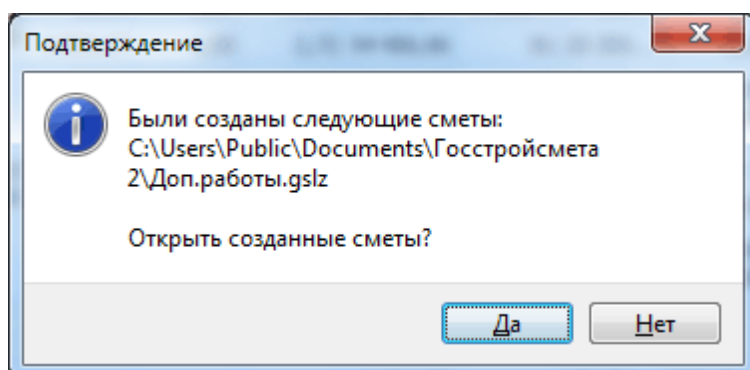 Подтверждение
Были созданы следующие сметы:
C:\Users\Public\Documents\Госстройсмета
2\Доп.работы.gslz
Открыть созданные сметы?
Да
Нет